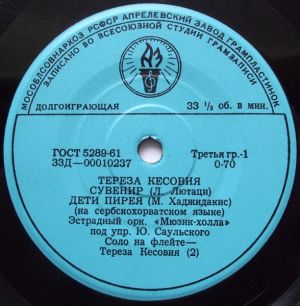 МОСОБЛСОВНАРХОЗ РСФСР АПРЕЛЕВСКИЙ ЗАВОД ГРАМПЛАСТИНОК
ЗАПИСАНО ВО ВСЕСОЮЗНОЙ СТУДИИ ГРАМЗАПИСИ
ДОЛГОИГРАЮЩАЯ
33 1/3 об. в мин.
ГОСТ 5289-61
Третья гр.-1
33Д—00010237
0-70
ТЕРЕЗА КЕСОВИЯ
СУВЕНИР (Л. Лютаци)
ДЕТИ ПИРЕЯ (М. Хаджидакис)
(на сербскохорватском языке)
Эстрадный орк. «Мюзик-холла»
под упр. Ю. Саульского
Соло на флейте—
Тереза Кесовия (2)